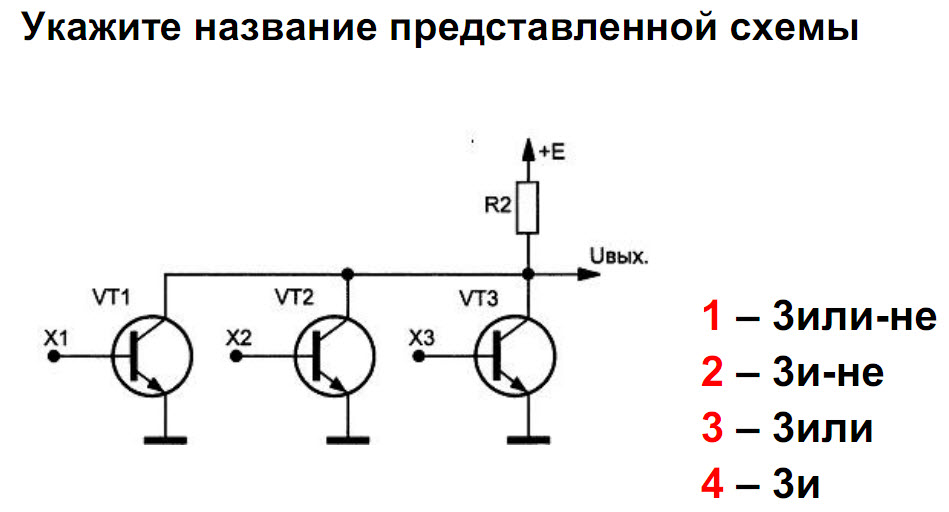 Укажите название представленной схемы
+E
R2
Uвых.
VT1
VT2
VT3
X1
X2
X3
1 – 3или-не
2 – 3и-не
3 – 3или
4 – 3и